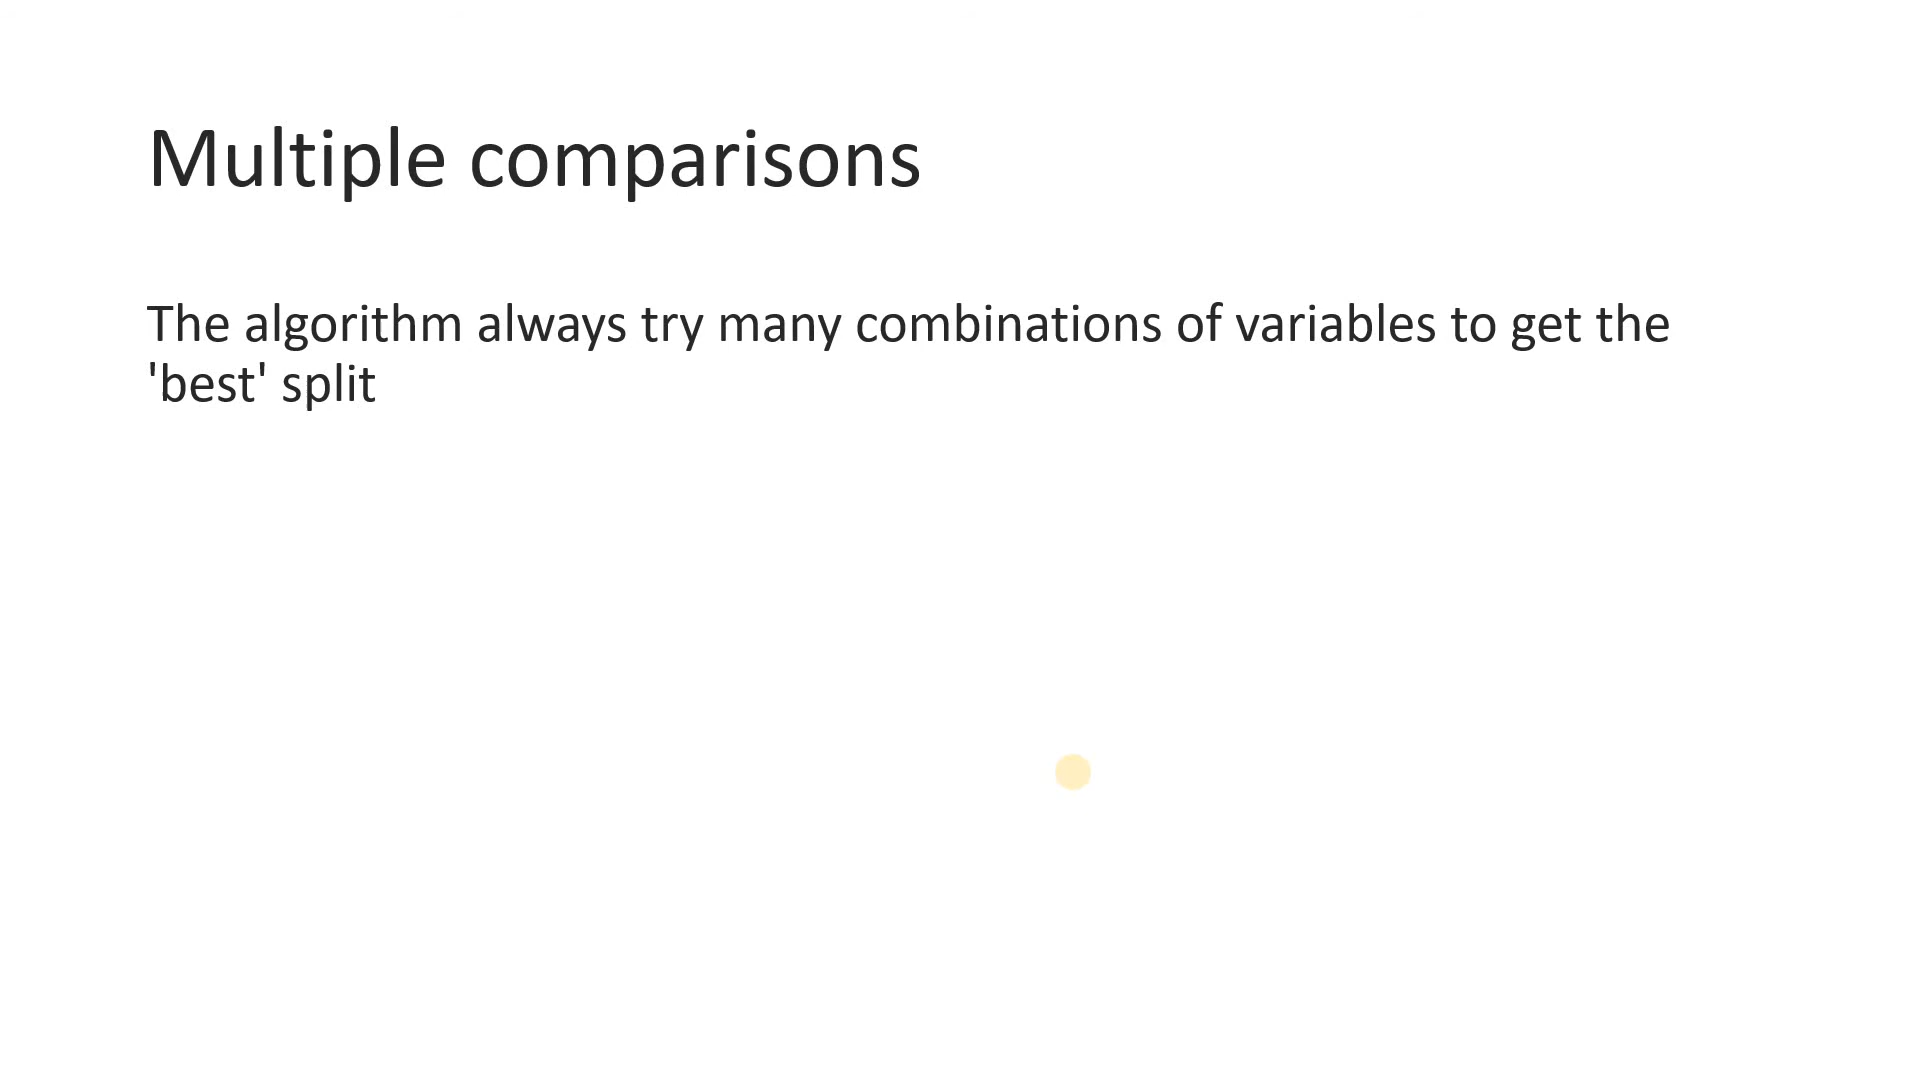 Multiple comparisons
The algorithm always try many combinations of variables to get the
'best' split